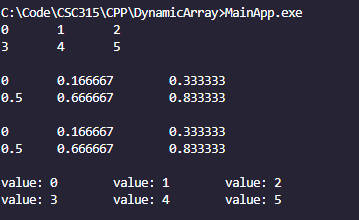 C:\Code\CSC315\CPP\DynamicArray>MainApp.exe
0 1 2
3 4 5
0 0.166667 0.333333
0.5 0.666667 0.833333
0 0.166667 0.333333
0.5 0.666667 0.833333
value: 0 value: 1 value: 2
value: 3 value: 4 value: 5